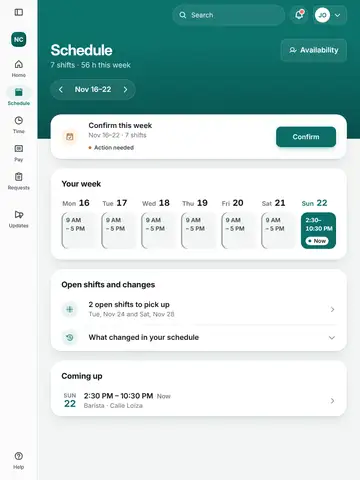 Search
JO
NC
Home
Schedule
Time
Pay
Requests
Updates
Help
Schedule
7 shifts · 56 h this week
Availability
Nov 16–22
Confirm this week
Nov 16–22 · 7 shifts
Action needed
Confirm
Your week
Mon 16
Tue 17
Wed 18
Thu 19
Fri 20
Sat 21
Sun 22
9 AM
– 5 PM
9 AM
– 5 PM
9 AM
– 5 PM
9 AM
– 5 PM
9 AM
– 5 PM
9 AM
– 5 PM
2:30–
10:30 PM
Now
Open shifts and changes
2 open shifts to pick up
Tue, Nov 24 and Sat, Nov 28
What changed in your schedule
Coming up
SUN
22
2:30 PM – 10:30 PM Now
Barista · Calle Loíza